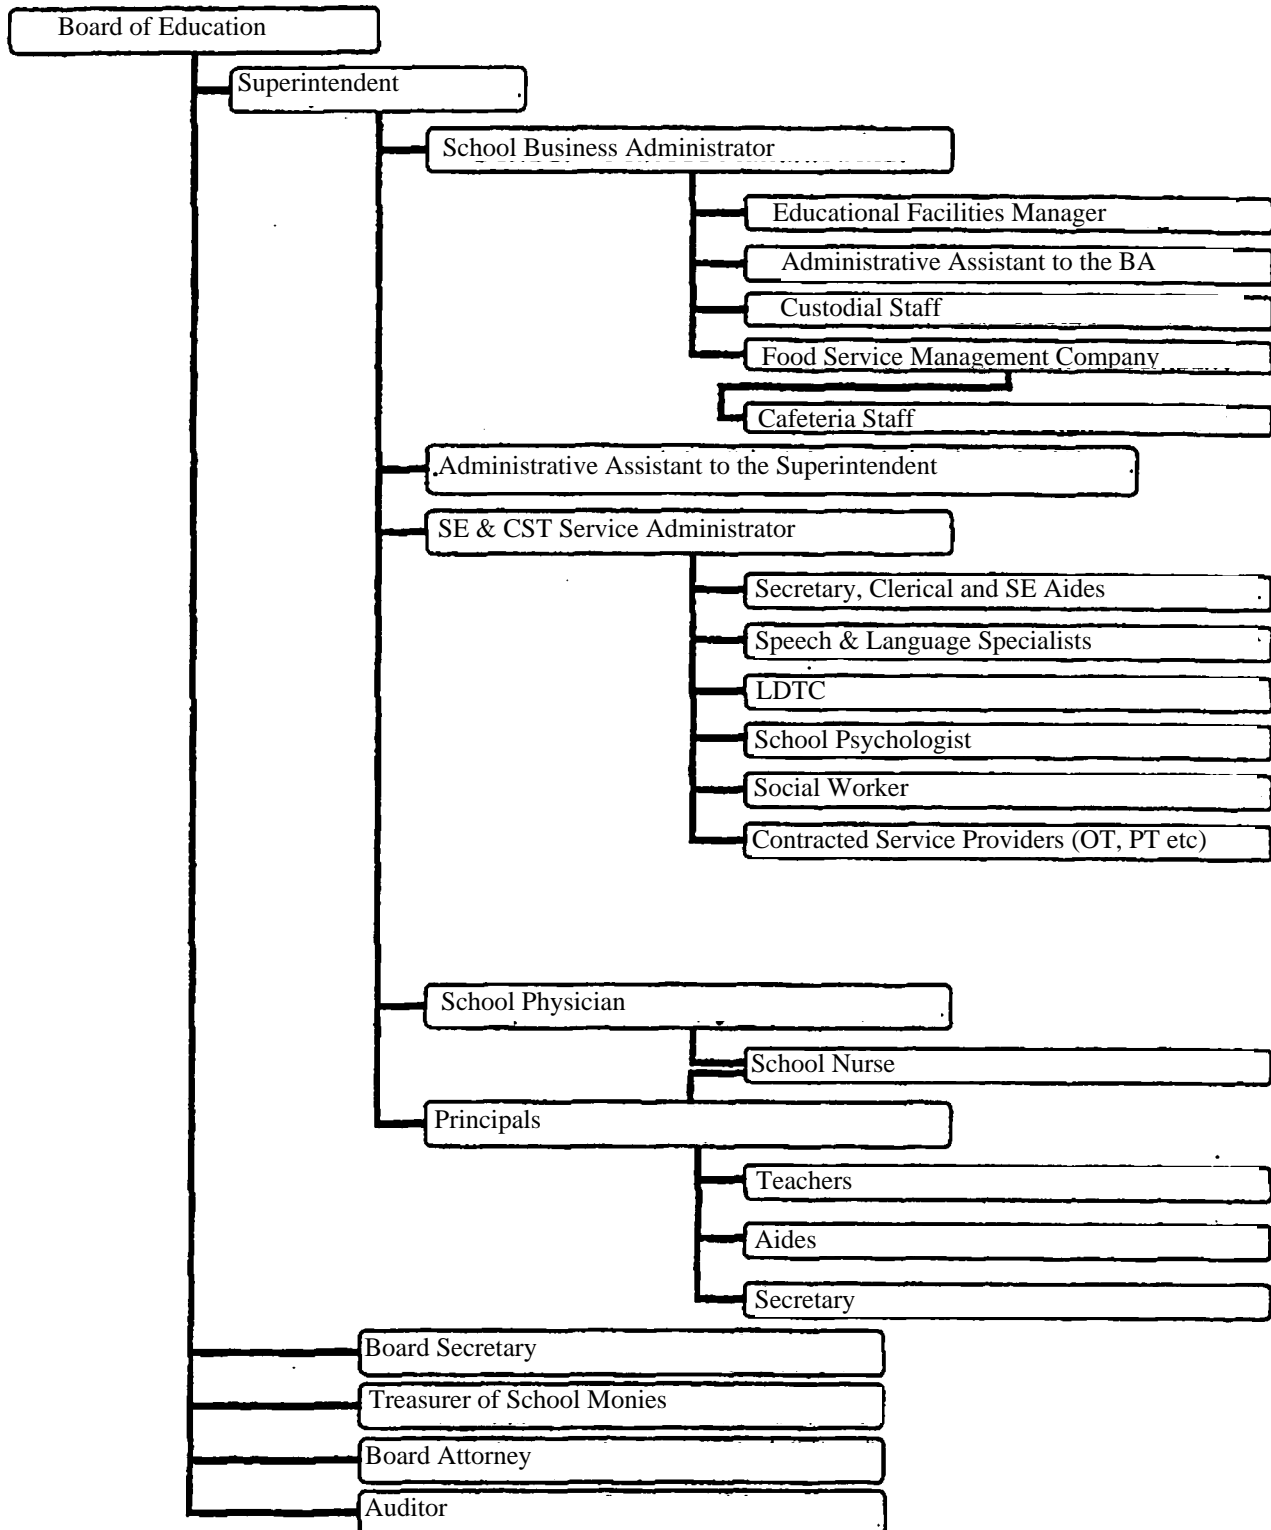 Board of Education
Superintendent
School Business Administrator
Educational Facilities Manager
Administrative Assistant to the BA
Custodial Staff
Food Service Management Company
Cafeteria Staff
Administrative Assistant to the Superintendent
SE & CST Service Administrator
Secretary, Clerical and SE Aides
Speech & Language Specialists
LDTC
School Psychologist
Social Worker
Contracted Service Providers (OT, PT etc)
School Physician
School Nurse
Principals
Teachers
Aides
Secretary
Board Secretary
Treasurer of School Monies
Board Attorney
Auditor